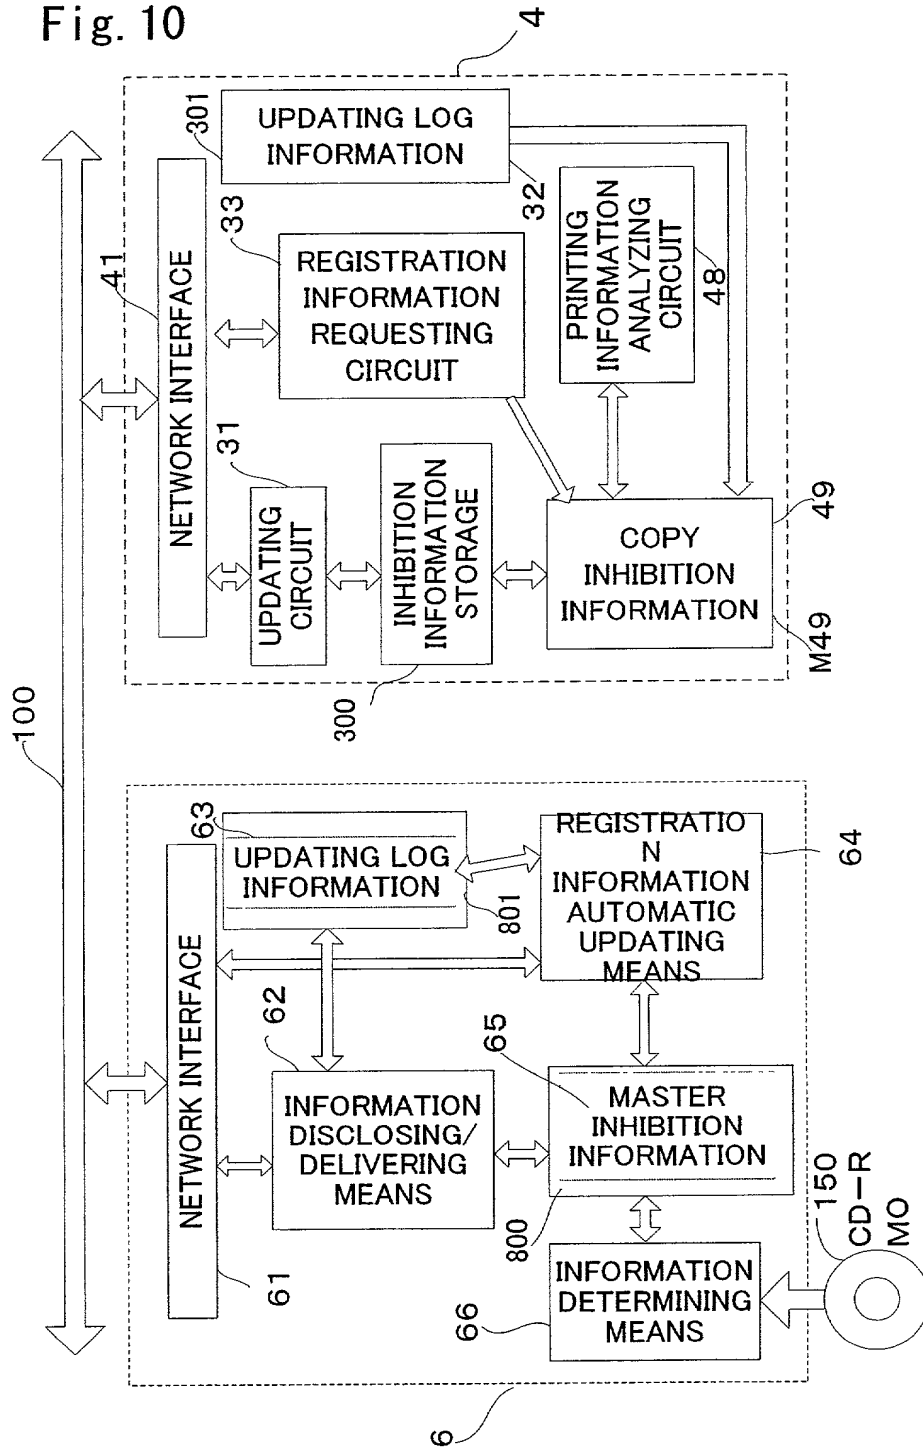 Fig. 10
100
4
41
NETWORK INTERFACE
301
UPDATING LOG
INFORMATION
32
33
REGISTRATION
INFORMATION
REQUESTING
CIRCUIT
31
UPDATING
CIRCUIT
PRINTING
INFORMATION
ANALYZING
CIRCUIT
48
INHIBITION
INFORMATION
STORAGE
300
COPY
INHIBITION
INFORMATION
49
M49
NETWORK INTERFACE
61
63
UPDATING LOG
INFORMATION
801
62
INFORMATION
DISCLOSING/
DELIVERING
MEANS
REGISTRATIO
N
INFORMATION
AUTOMATIC
UPDATING
MEANS
64
65
MASTER
INHIBITION
INFORMATION
800
INFORMATION
DETERMINING
MEANS
66
150
CD-R
MO
6